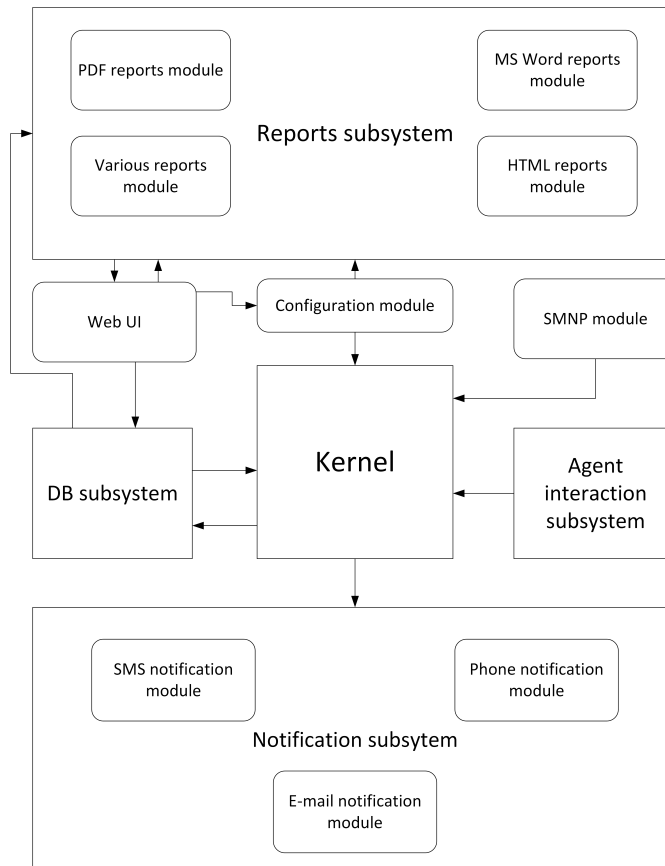 PDF reports module
MS Word reports
module
Reports subsystem
Various reports
module
HTML reports
module
Web UI
Configuration module
SMNP module
Kernel
DB subsystem
Agent
interaction
subsystem
SMS notification
module
Phone notification
module
Notification subsytem
E-mail notification
module